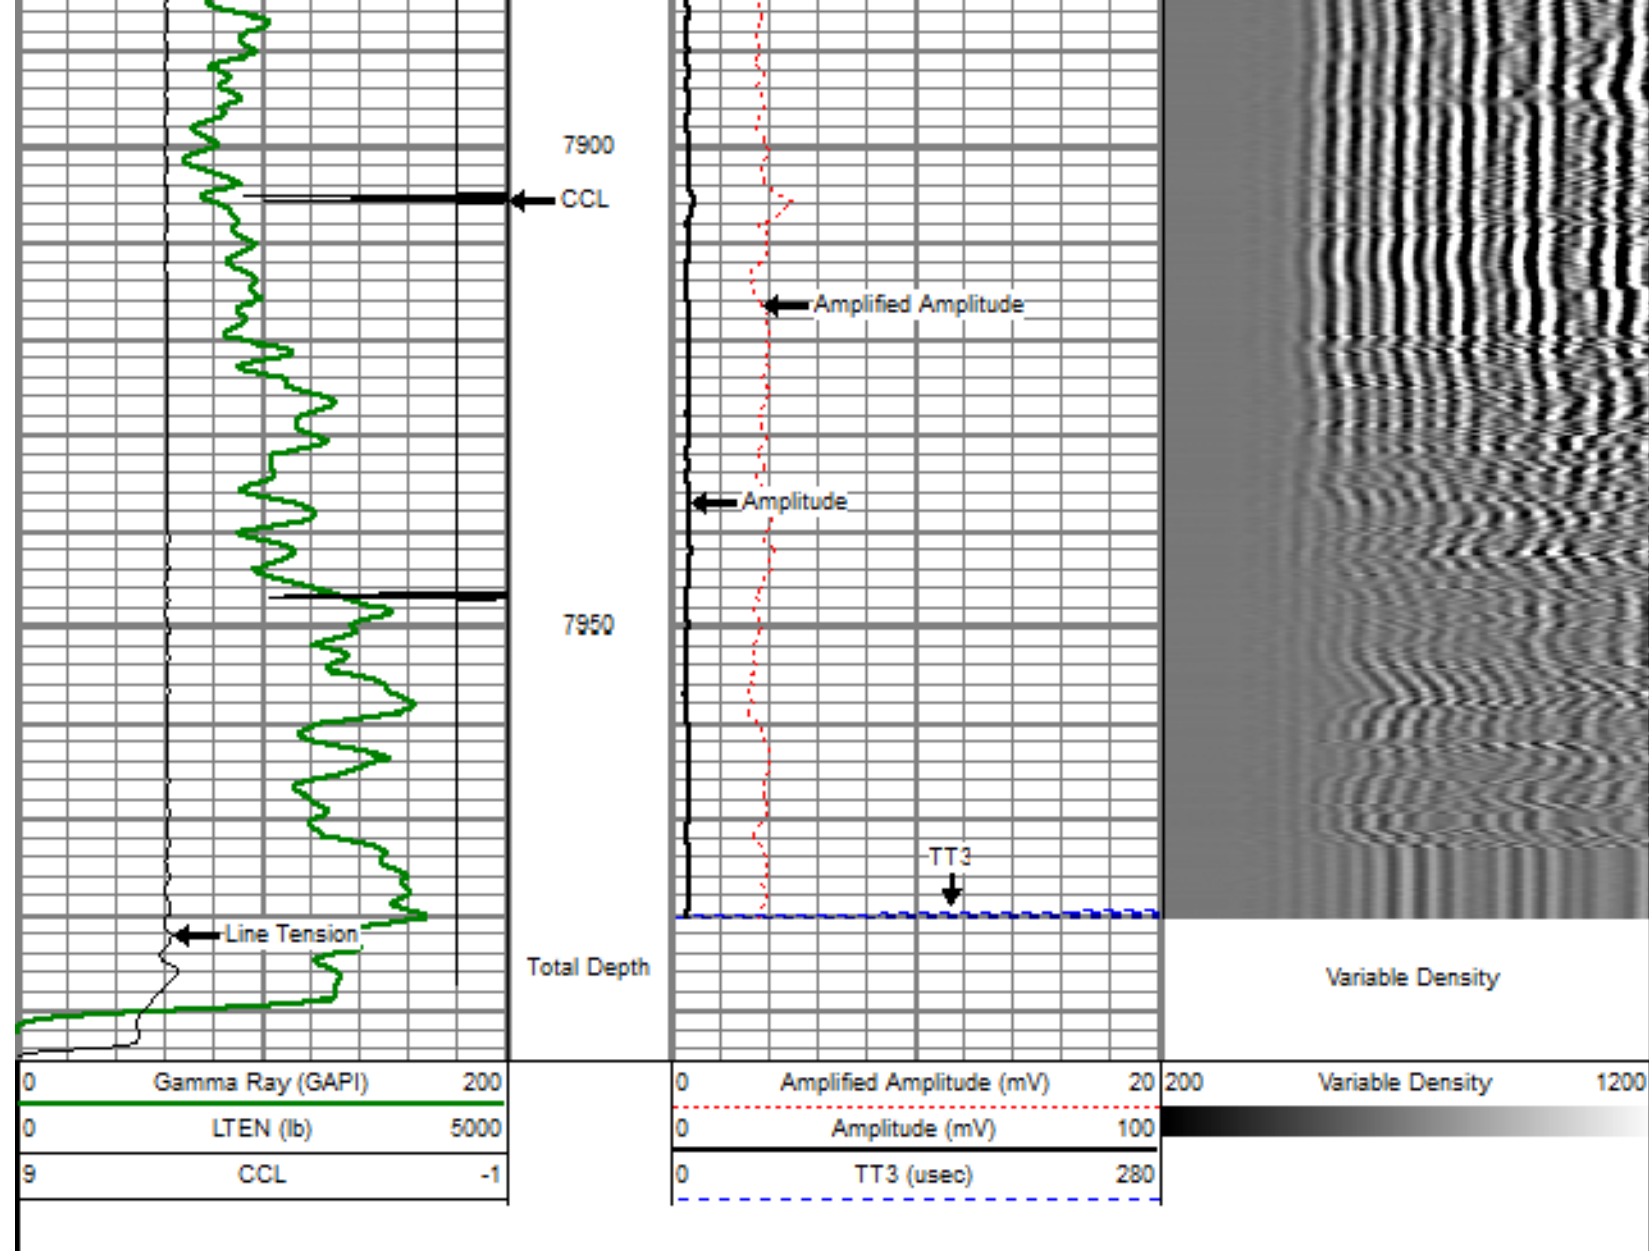 7900
CCL
Amplified Amplitude
Amplitude
7950
TT3
Line Tension
Total Depth
Variable Density
0 Gamma Ray (GAPI) 200
0 Amplified Amplitude (mV) 20
200 Variable Density 1200
0 LTEN (lb) 5000
0 Amplitude (mV) 100
9 CCL -1
0 TT3 (usec) 280